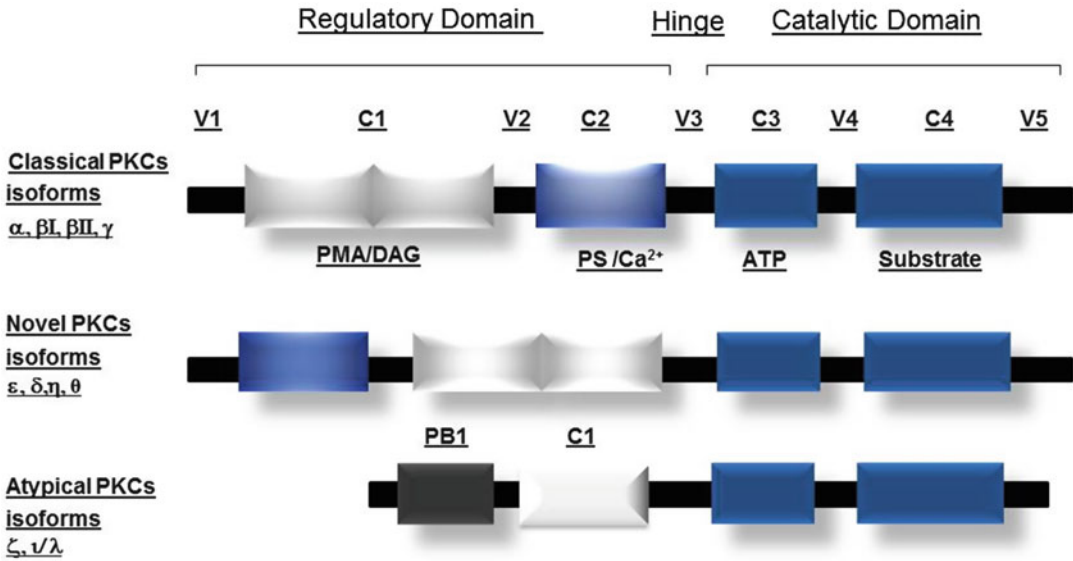 Regulatory Domain Hinge Catalytic Domain
V1 C1 V2 C2 V3 C3 V4 C4 V5
Classical PKCs
isoforms
α, βI, βII, γ
PMA/DAG PS /Ca²⁺ ATP Substrate
Novel PKCs
isoforms
ε, δ,η, θ
PB1 C1
Atypical PKCs
isoforms
ζ, ι/λ